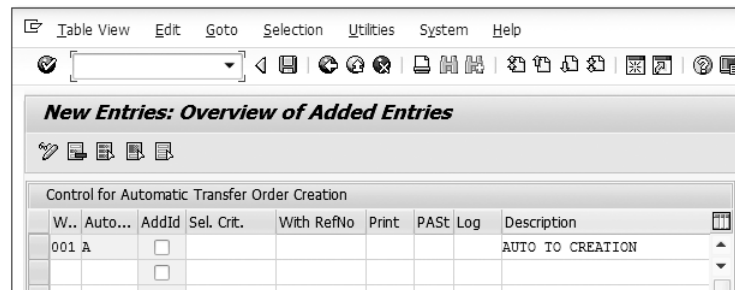 Table View Edit Goto Selection Utilities System Help
New Entries: Overview of Added Entries
Control for Automatic Transfer Order Creation
W.. Auto... AddId Sel. Crit. With RefNo Print PASt Log Description
001 A AUTO TO CREATION